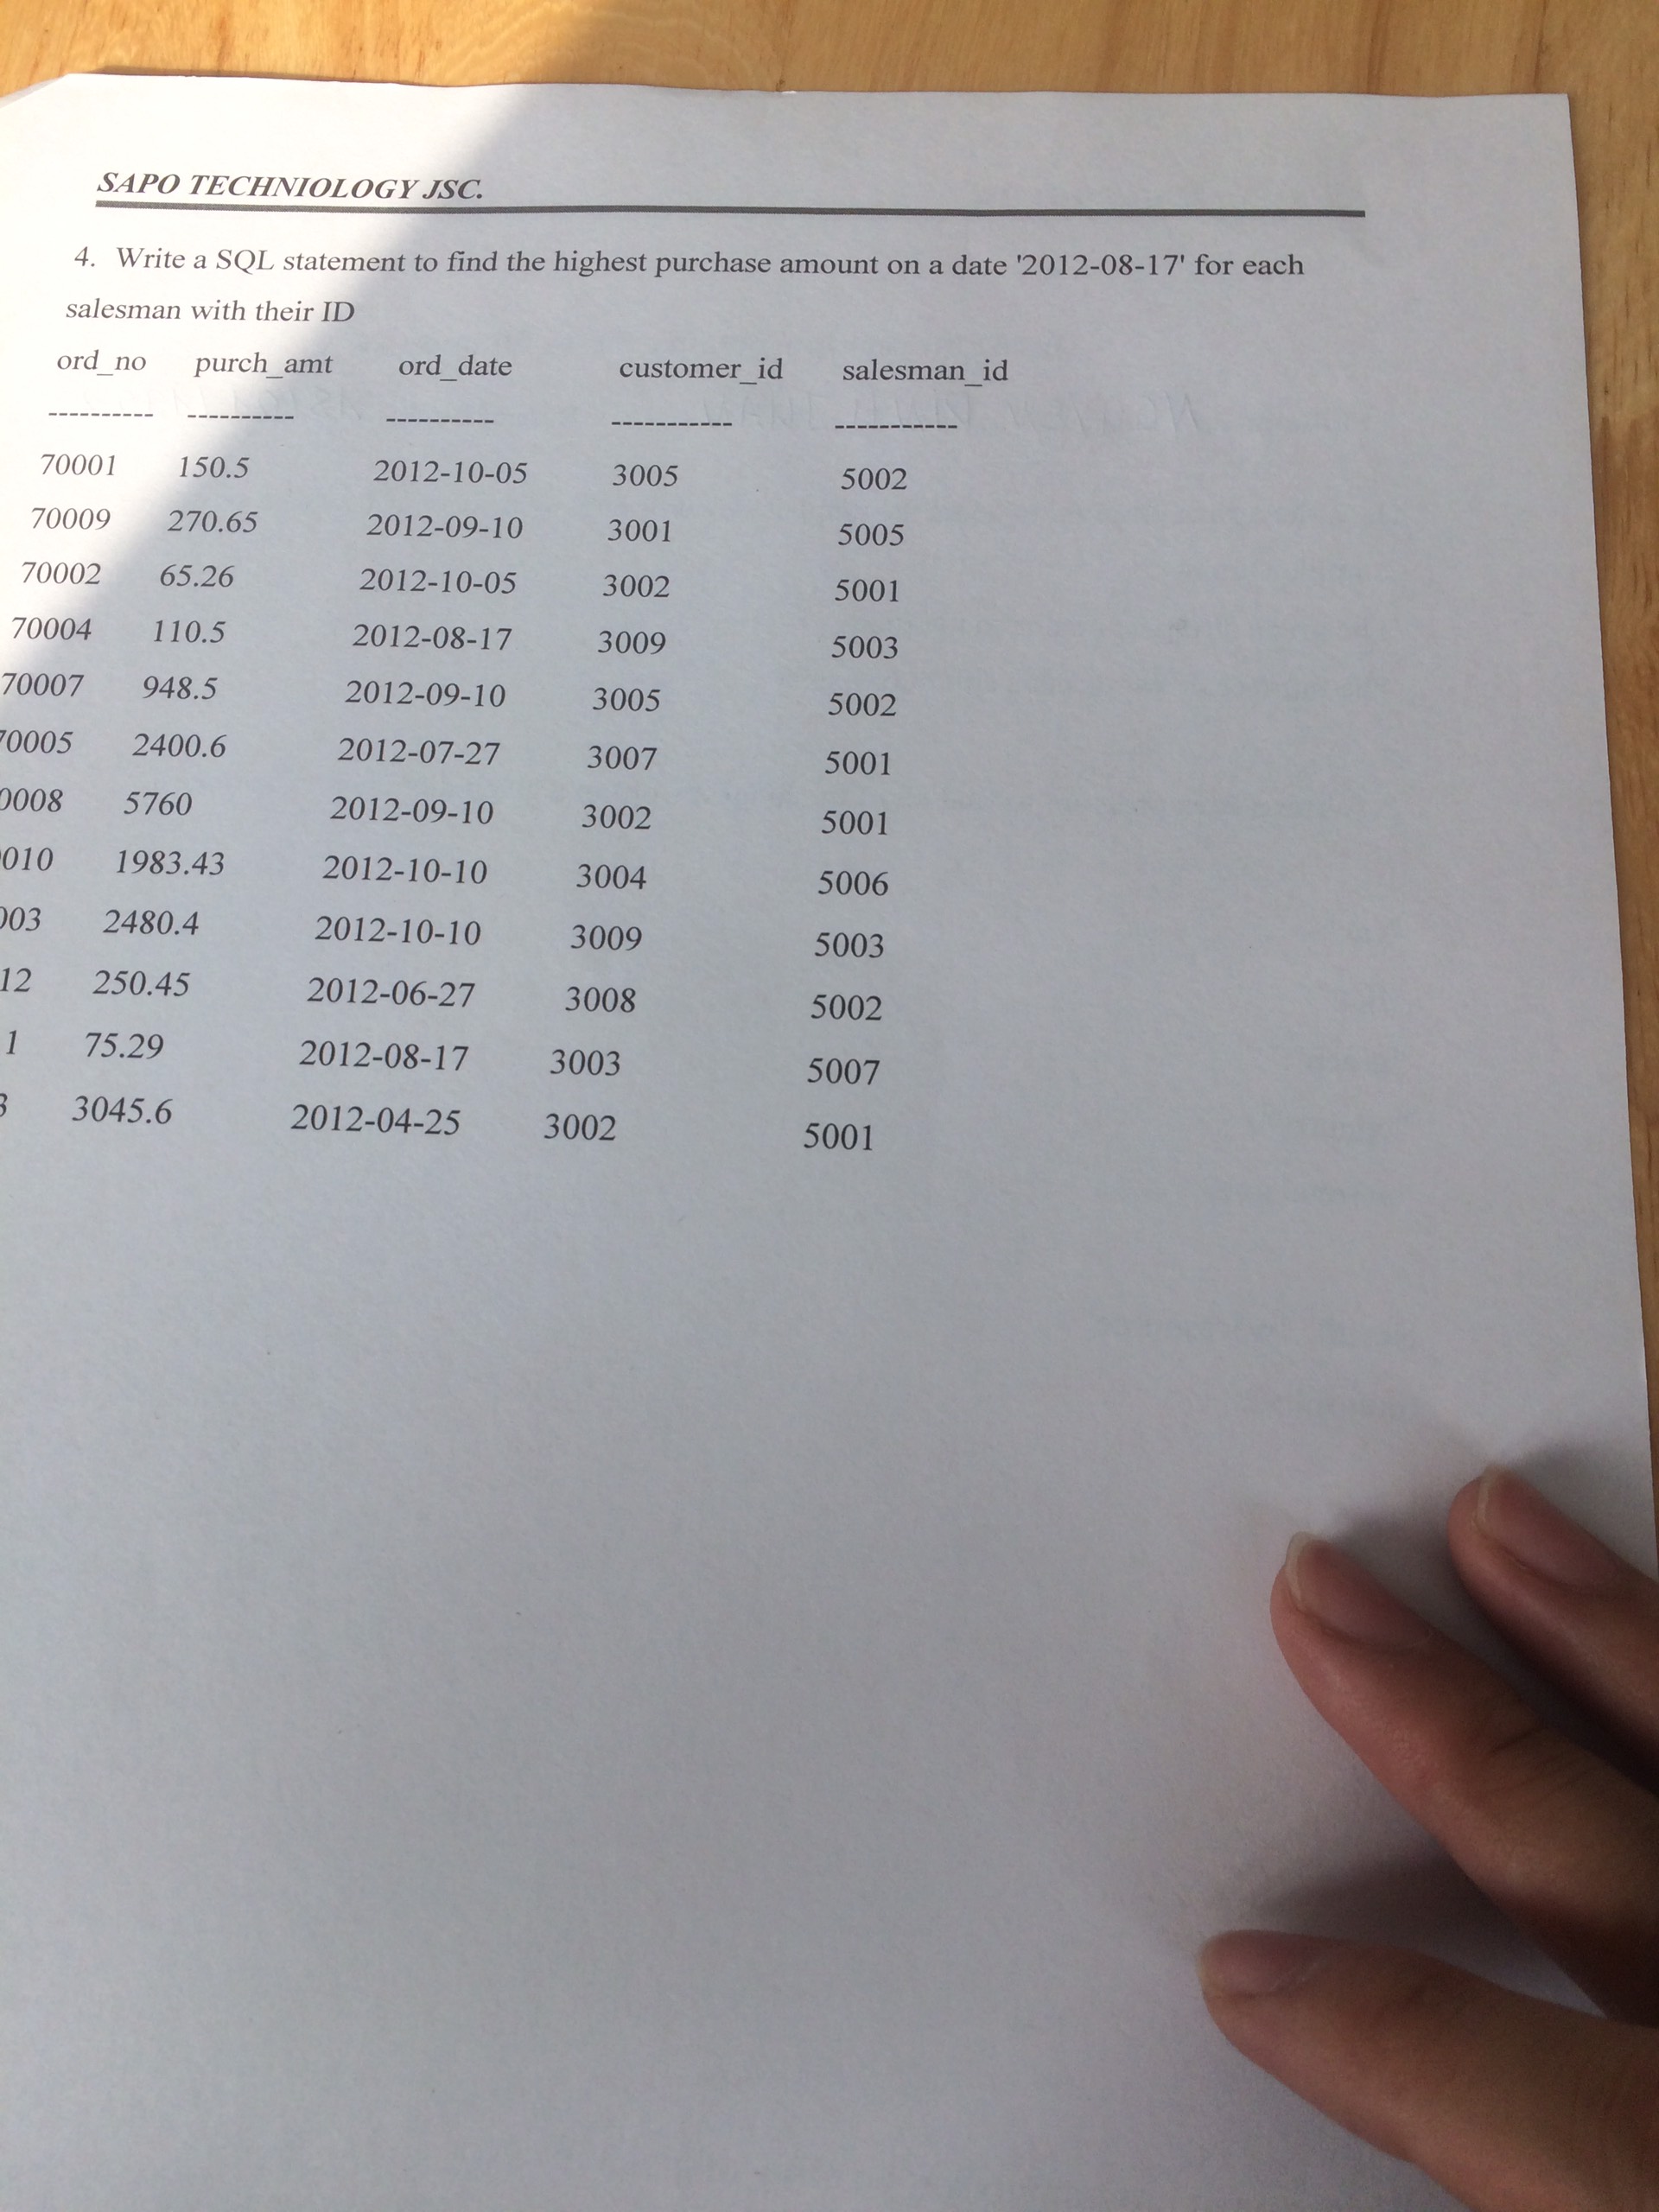 SAPO TECHNIOLOGY JSC.
4. Write a SQL statement to find the highest purchase amount on a date '2012-08-17' for each
salesman with their ID
ord_no purch_amt ord_date customer_id salesman_id
---------- ---------- ---------- ----------- -----------
70001 150.5 2012-10-05 3005 5002
70009 270.65 2012-09-10 3001 5005
70002 65.26 2012-10-05 3002 5001
70004 110.5 2012-08-17 3009 5003
70007 948.5 2012-09-10 3005 5002
70005 2400.6 2012-07-27 3007 5001
0008 5760 2012-09-10 3002 5001
010 1983.43 2012-10-10 3004 5006
003 2480.4 2012-10-10 3009 5003
12 250.45 2012-06-27 3008 5002
1 75.29 2012-08-17 3003 5007
3 3045.6 2012-04-25 3002 5001